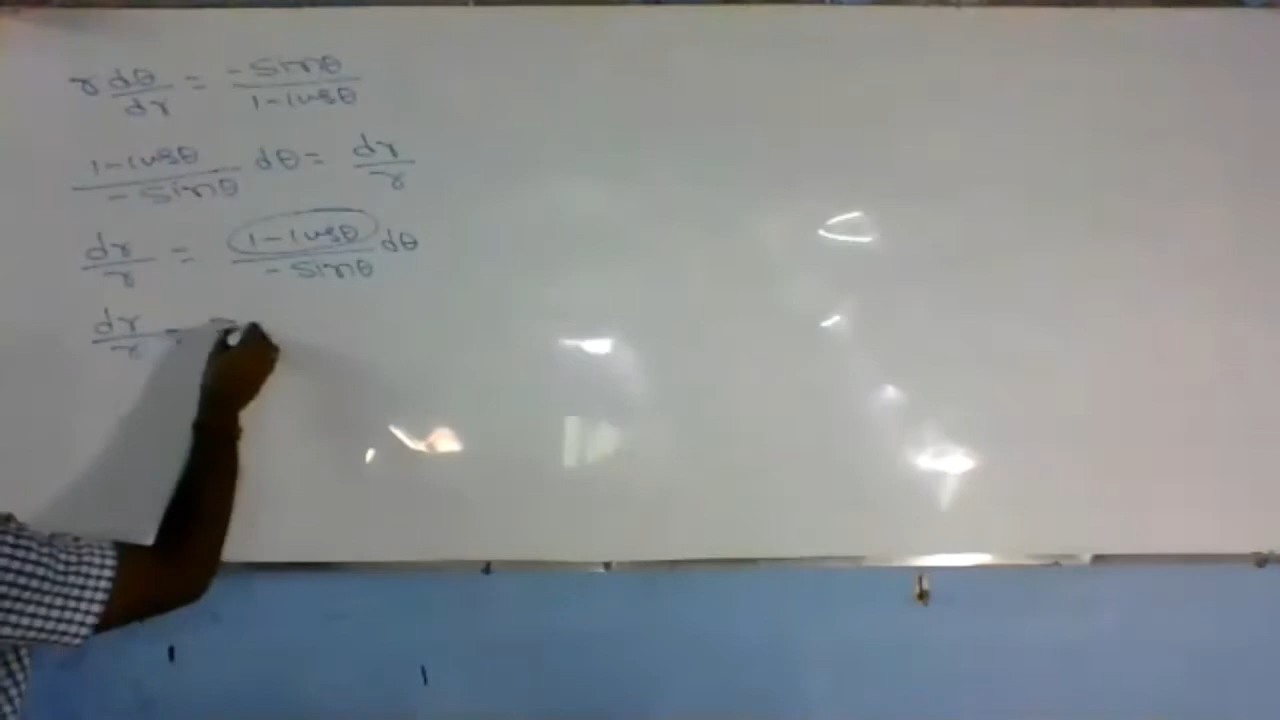 r dθ/dr = -sinθ/1-cosθ
1-cosθ/-sinθ dθ = dr/r
dr/r = 1-cosθ/-sinθ dθ
dr/r =